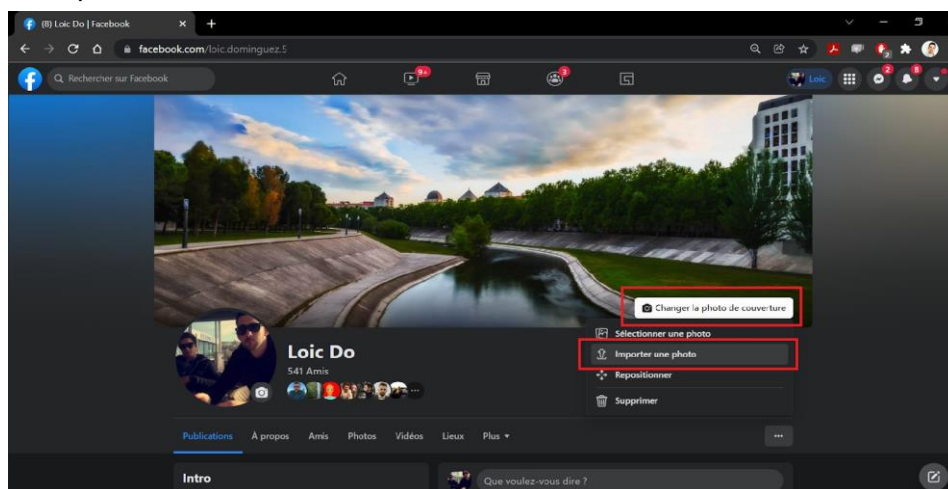 (8) Loic Do | Facebook
facebook.com/loic.dominguez.5
Rechercher sur Facebook
9+
3
Loic
2
8
Changer la photo de couverture
Sélectionner une photo
Importer une photo
Repositionner
Supprimer
Loic Do
541 Amis
Publications À propos Amis Photos Vidéos Lieux Plus
Intro
Que voulez-vous dire ?